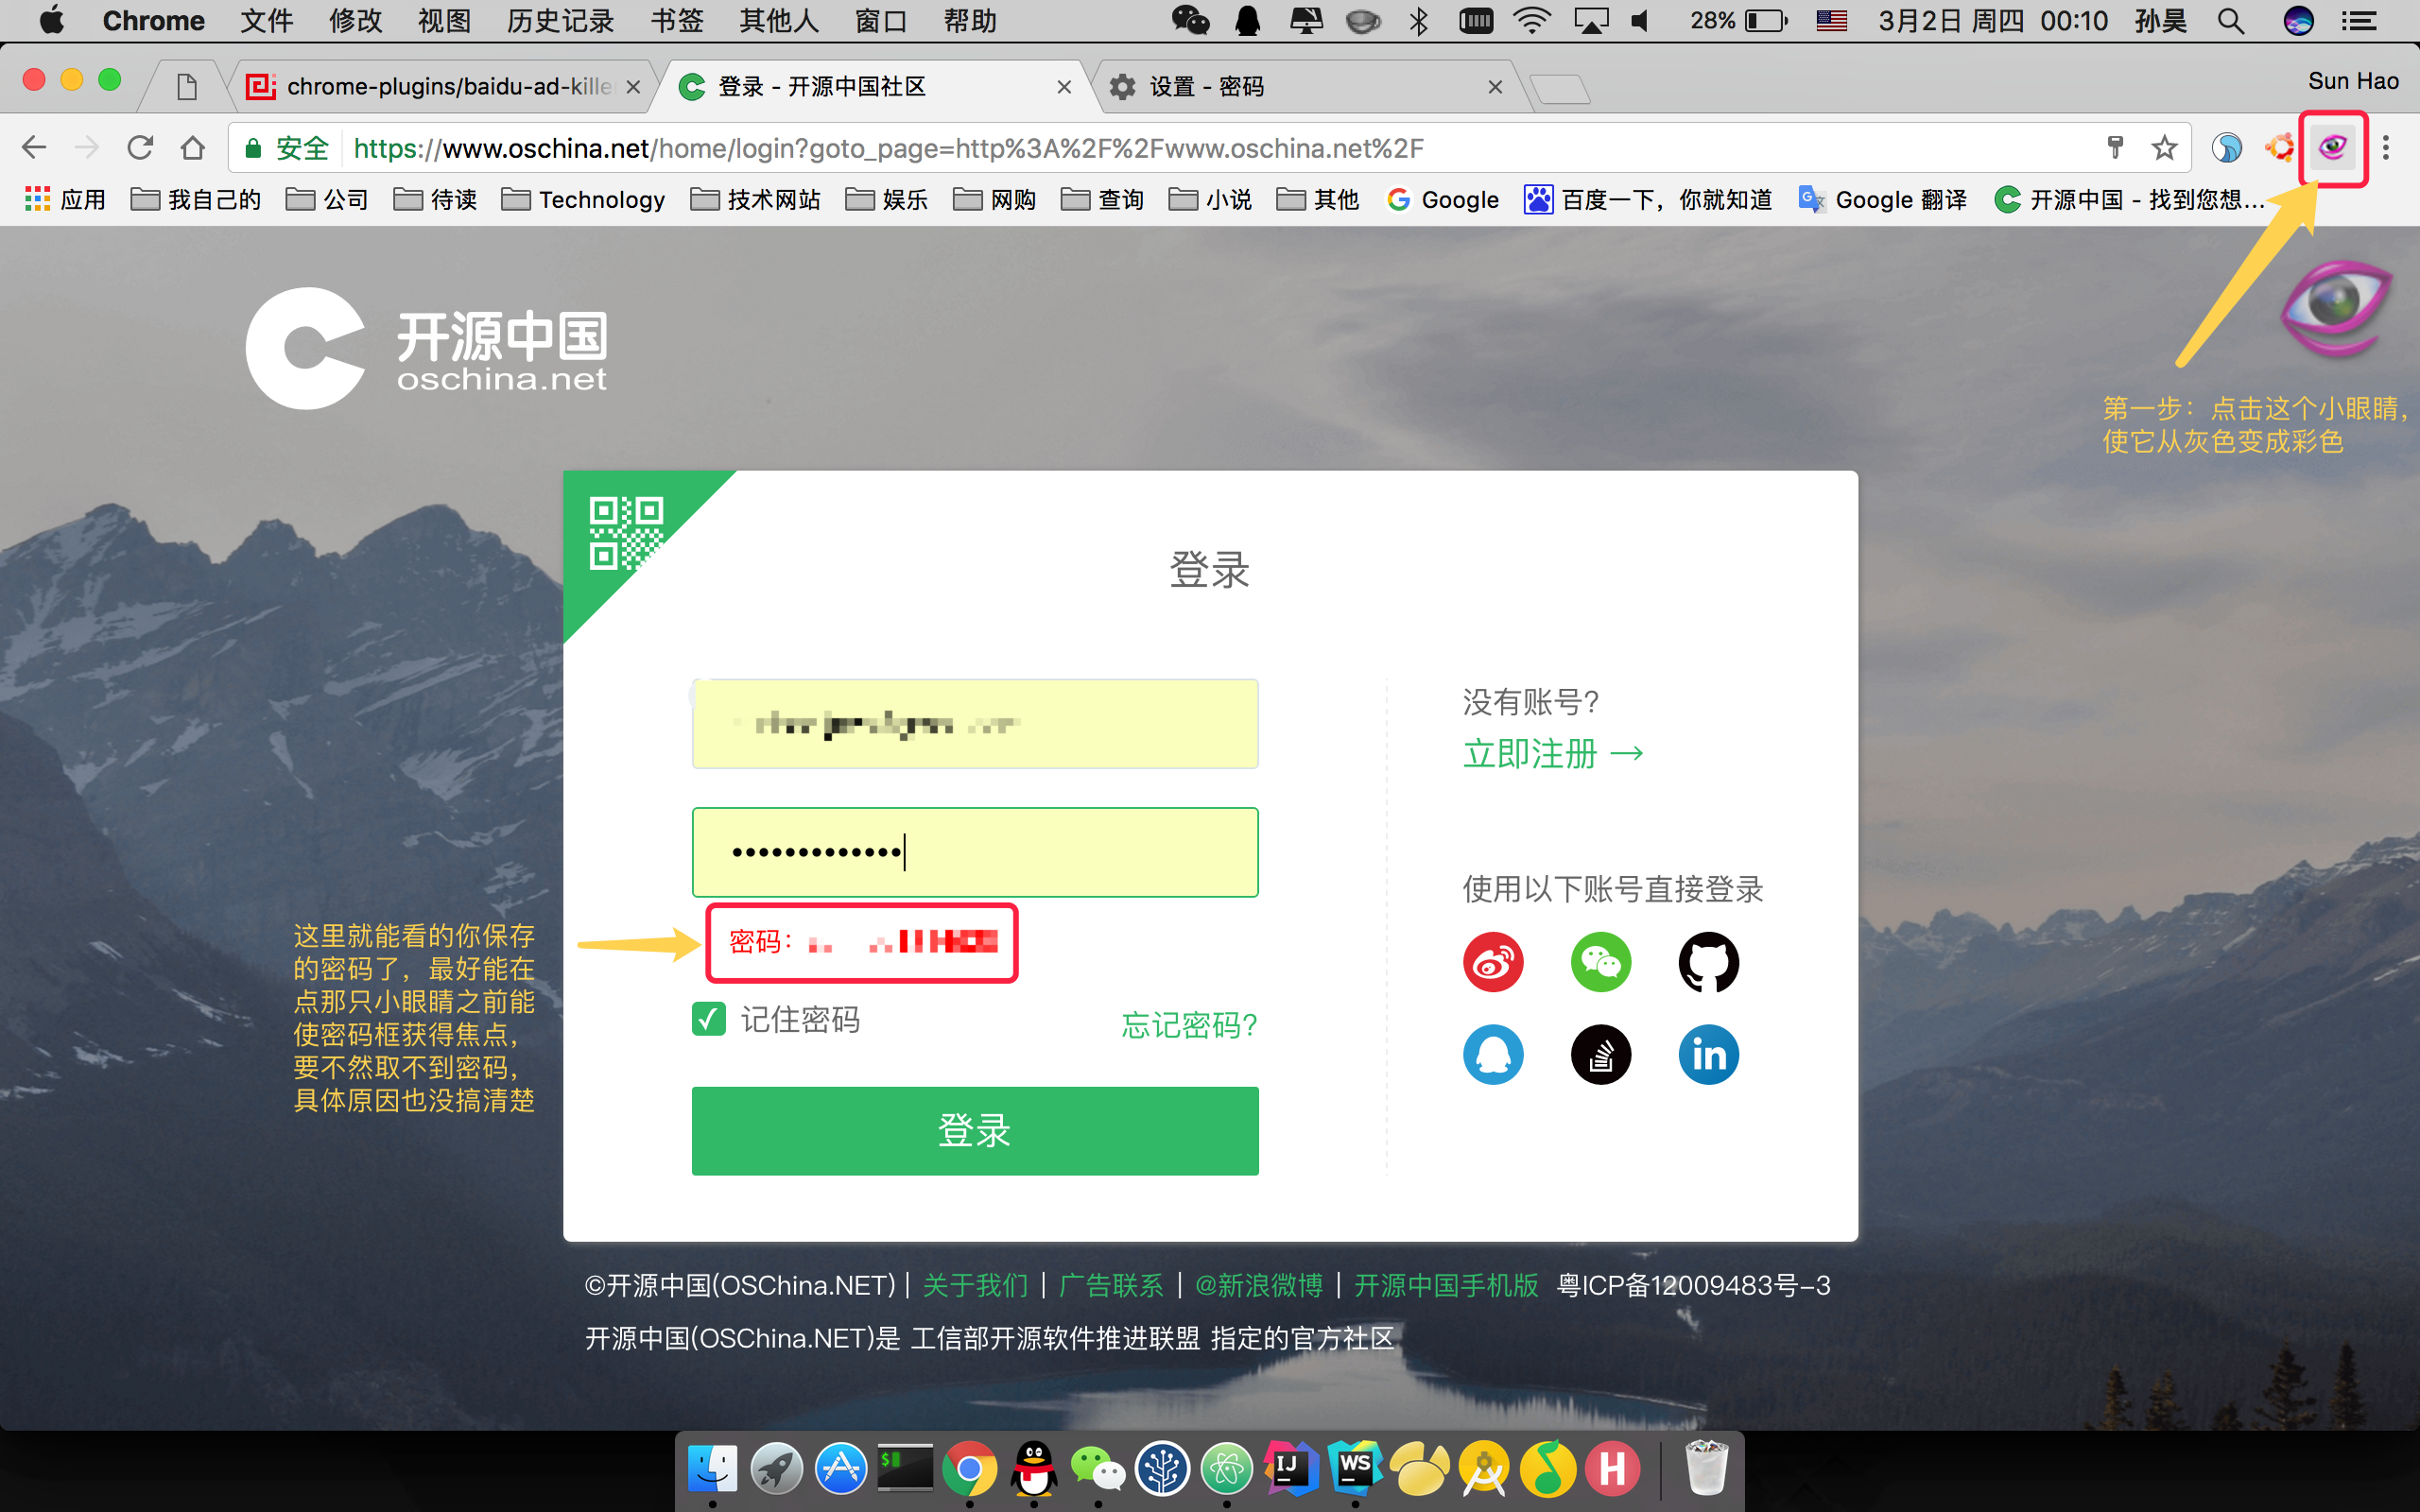 Chrome 文件 修改 视图 历史记录 书签 其他人 窗口 帮助 28% 3月2日 周四 00:10 孙昊
chrome-plugins/baidu-ad-kille
登录 - 开源中国社区
设置 - 密码
Sun Hao
安全 https://www.oschina.net/home/login?goto_page=http%3A%2F%2Fwww.oschina.net%2F
应用 我自己的 公司 待读 Technology 技术网站 娱乐 网购 查询 小说 其他 Google 百度一下，你就知道 Google 翻译 开源中国 - 找到您想...
开源中国
oschina.net
第一步：点击这个小眼睛，
使它从灰色变成彩色
登录
没有账号？
立即注册 →
•••••••••••••
使用以下账号直接登录
密码：
这里就能看的你保存
的密码了，最好能在
点那只小眼睛之前能
使密码框获得焦点，
要不然取不到密码，
具体原因也没搞清楚
记住密码
忘记密码？
in
登录
©开源中国(OSChina.NET) | 关于我们 | 广告联系 | @新浪微博 | 开源中国手机版 粤ICP备12009483号-3
开源中国(OSChina.NET)是 工信部开源软件推进联盟 指定的官方社区
$ IJ WS H